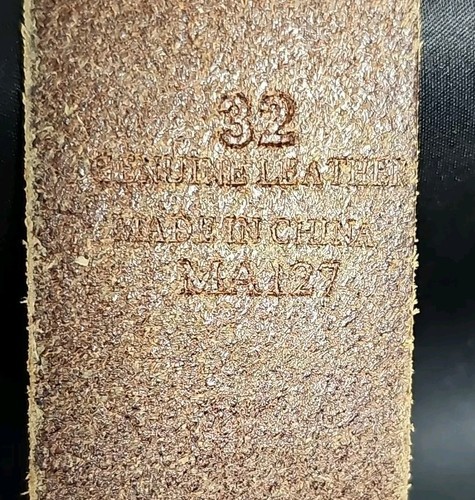 32
GENUINE LEATHER
MADE IN CHINA
MA127